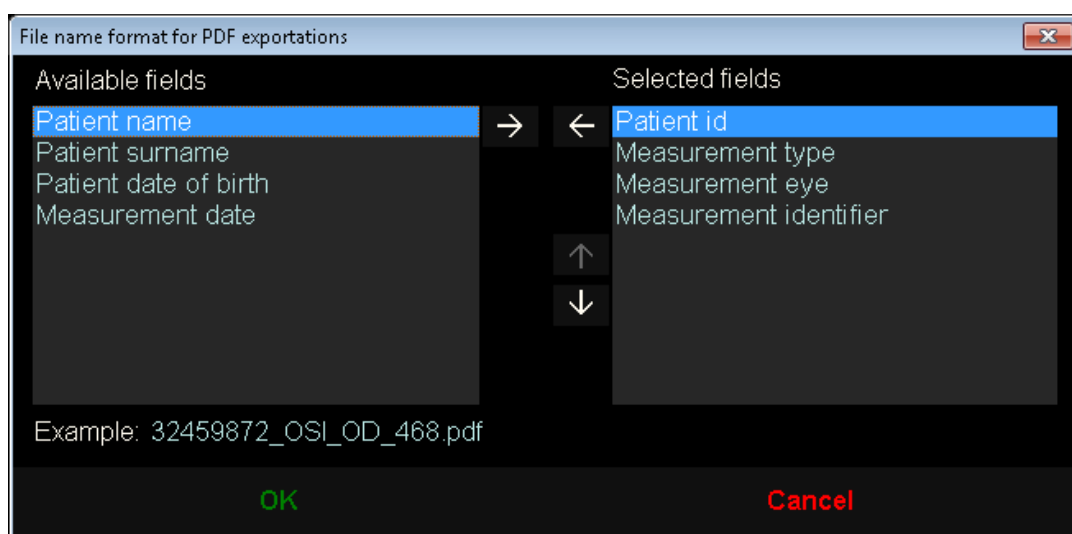 File name format for PDF exportations
Available fields
Patient name
Patient surname
Patient date of birth
Measurement date
Selected fields
Patient id
Measurement type
Measurement eye
Measurement identifier
Example: 32459872_OSI_OD_468.pdf
OK
Cancel